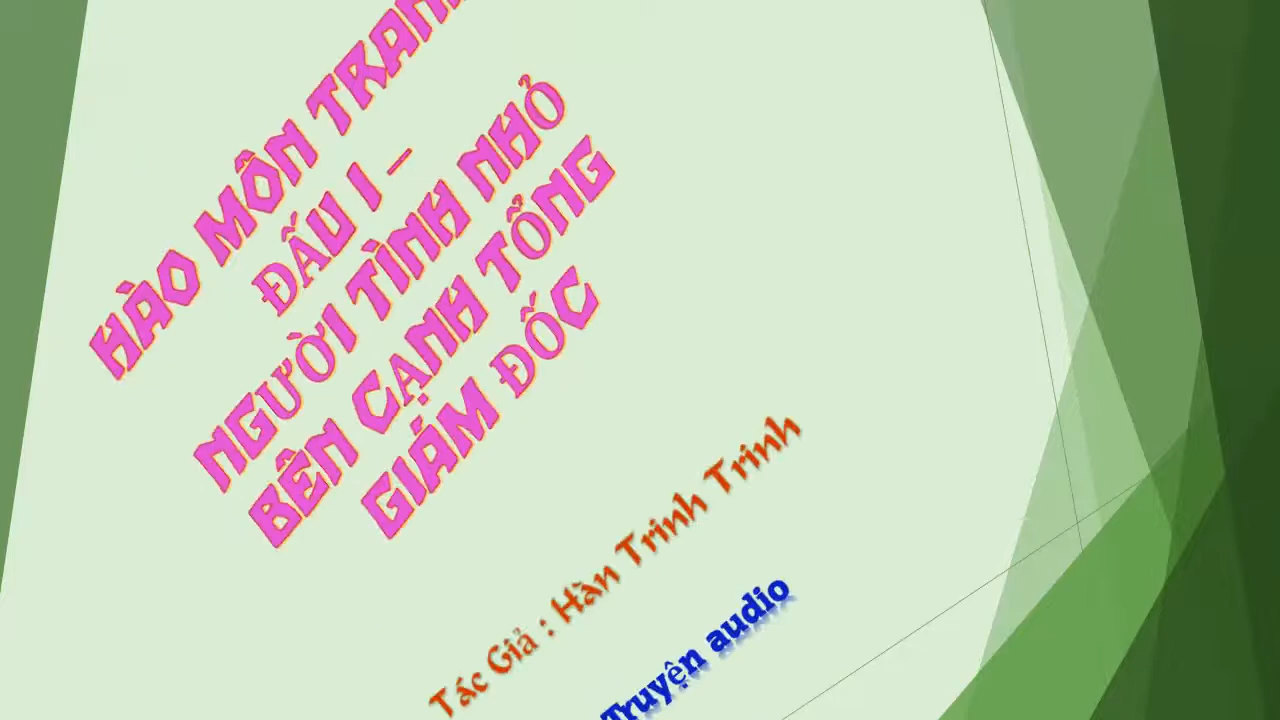 HÀO MÔN TRANH
ĐẤU I –
NGƯỜI TÌNH NHỎ
BÊN CẠNH TỔNG
GIÁM ĐỐC
Tác Giả : Hàn Trinh Trinh
Truyện audio